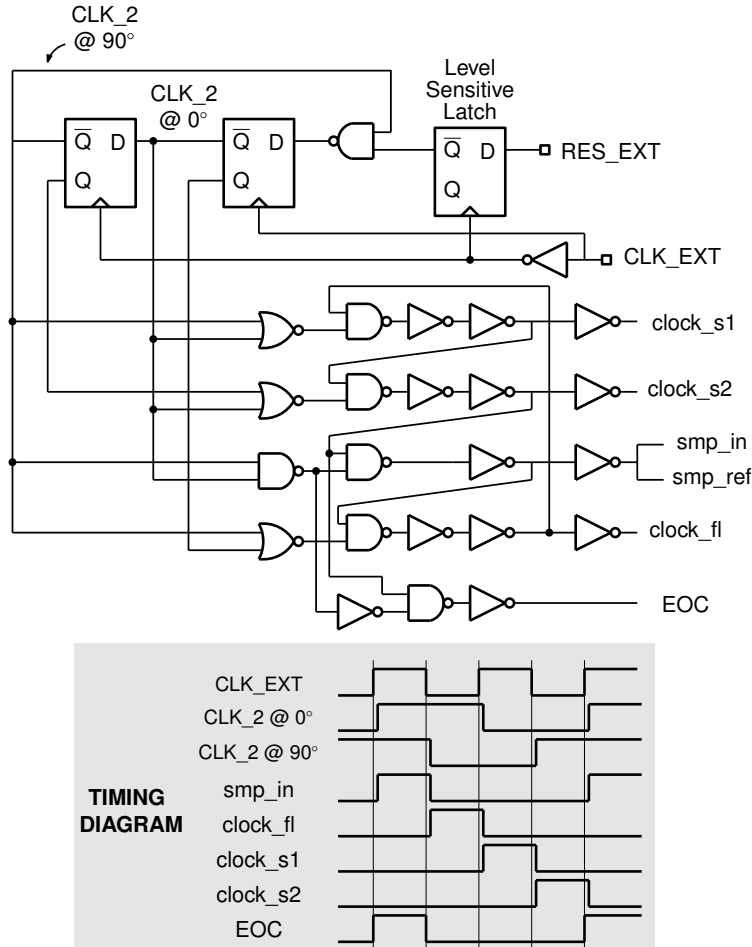 CLK_2
@ 90°
CLK_2
@ 0°
Level
Sensitive
Latch
Q D
Q
Q D
Q
Q D
Q
RES_EXT
CLK_EXT
clock_s1
clock_s2
smp_in
smp_ref
clock_fl
EOC
TIMING
DIAGRAM
CLK_EXT
CLK_2 @ 0°
CLK_2 @ 90°
smp_in
clock_fl
clock_s1
clock_s2
EOC